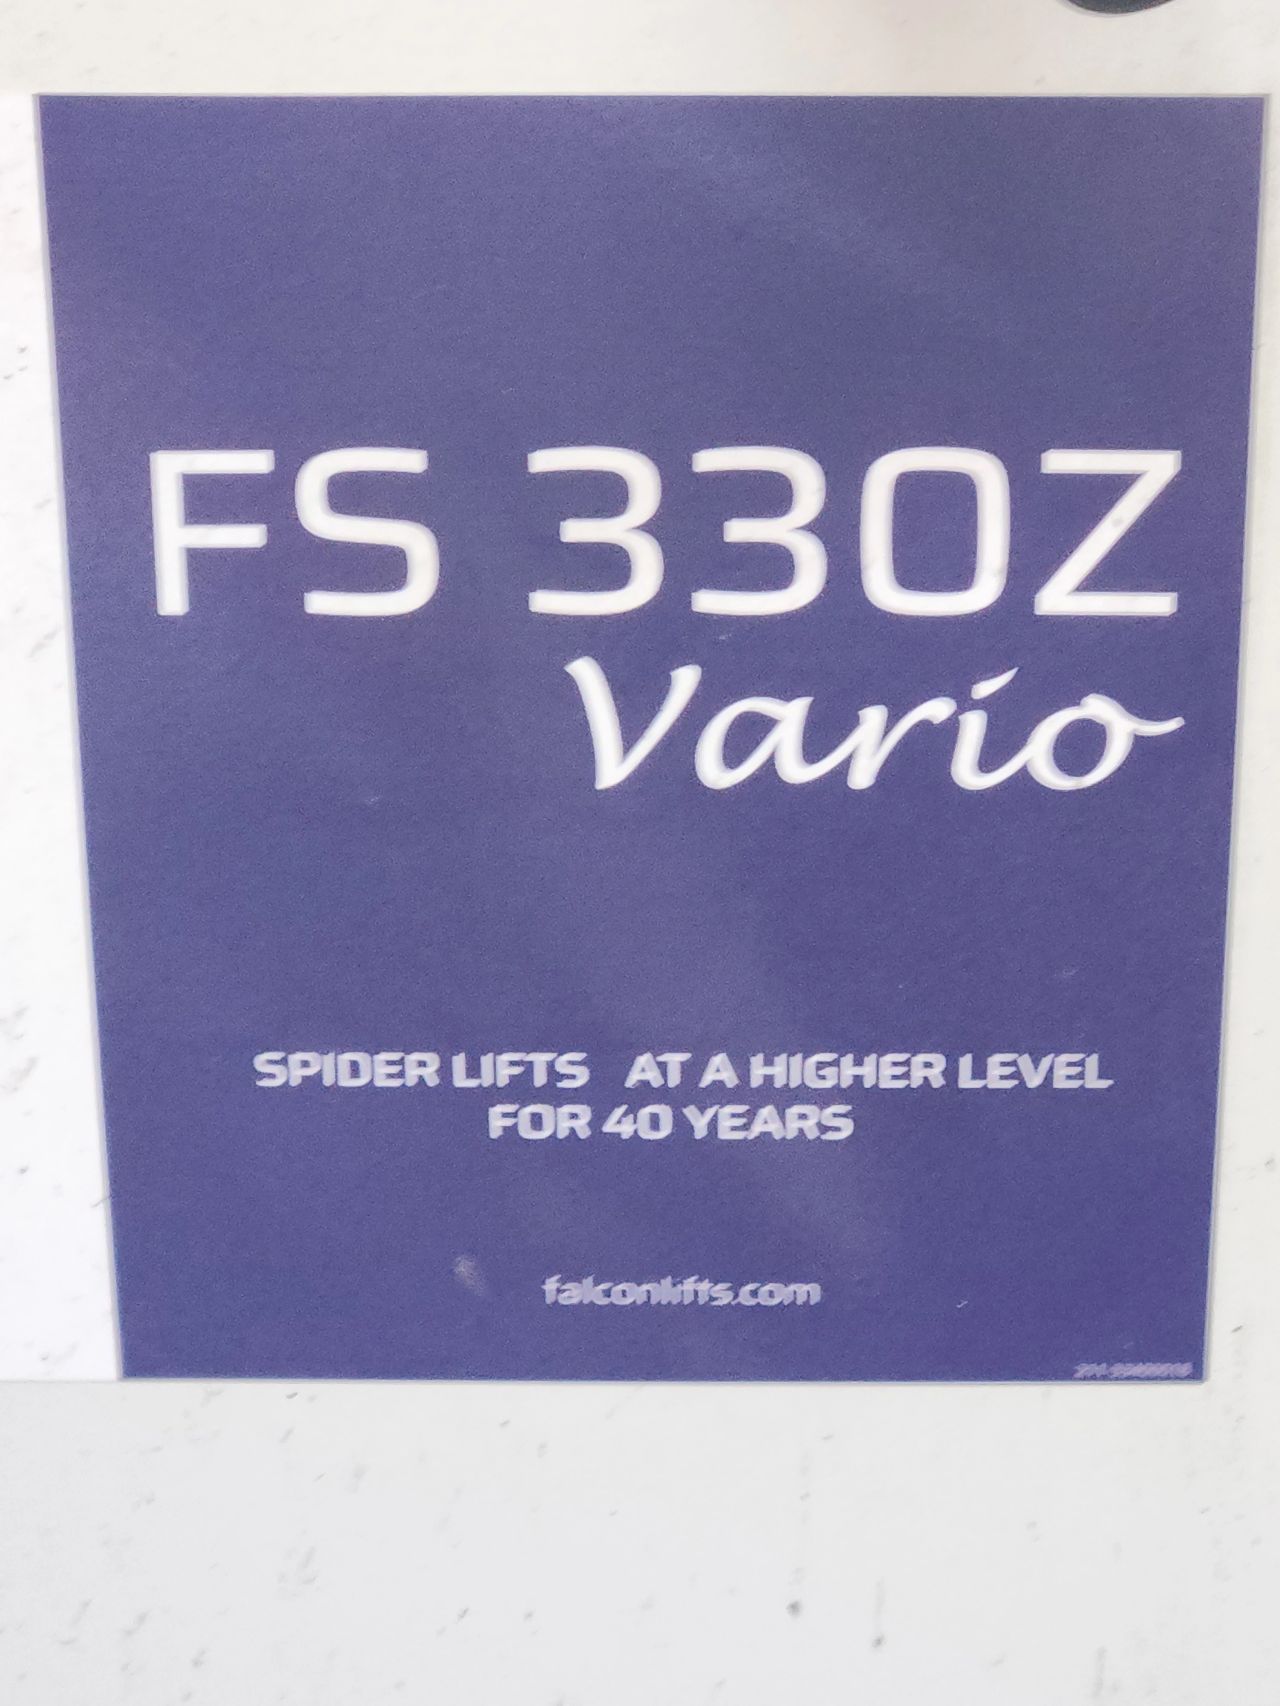 FS 330Z
Vario
SPIDER LIFTS AT A HIGHER LEVEL
FOR 40 YEARS
falconlifts.com